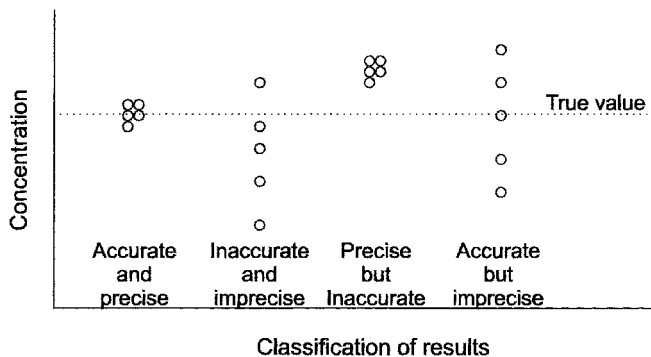 Concentration
True value
Accurate
and
precise
Inaccurate
and
imprecise
Precise
but
Inaccurate
Accurate
but
imprecise
Classification of results